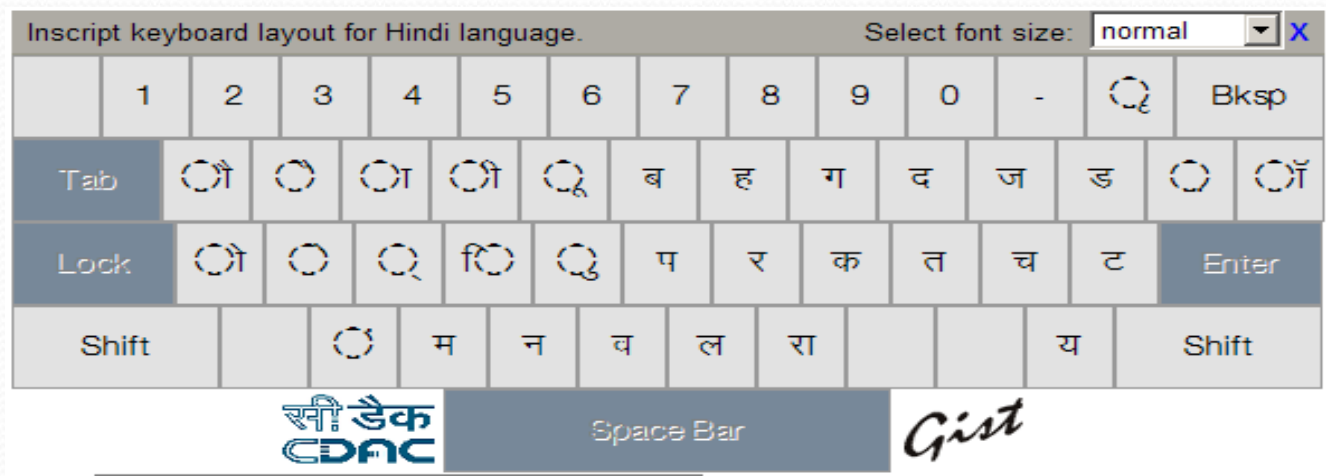 Inscript keyboard layout for Hindi language. Select font size: normal X
1 2 3 4 5 6 7 8 9 0 - ृ Bksp
Tab ौ ै ा ी ू ब ह ग द ज ड ़ ॉ
Lock ो े ् ि ु प र क त च ट Enter
Shift ं म न व ल स य Shift
सी डैक
CDAC
Space Bar
Gist